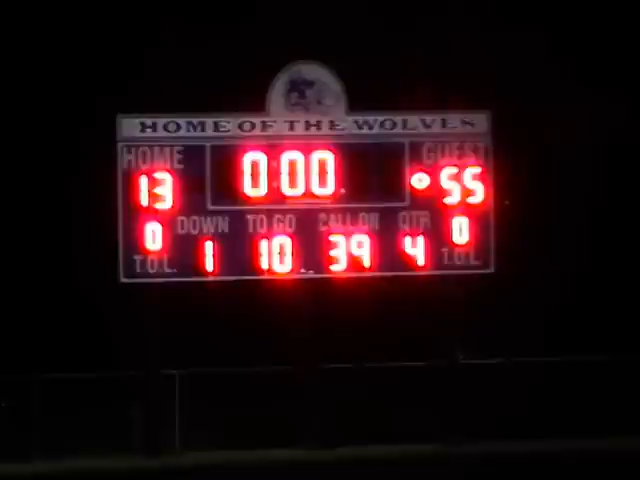 HOME OF THE WOLVES
HOME GUEST
13 0:00 55
DOWN TO GO BALL ON QTR
0 1 10 39 4 0
T.O.L. T.O.L.